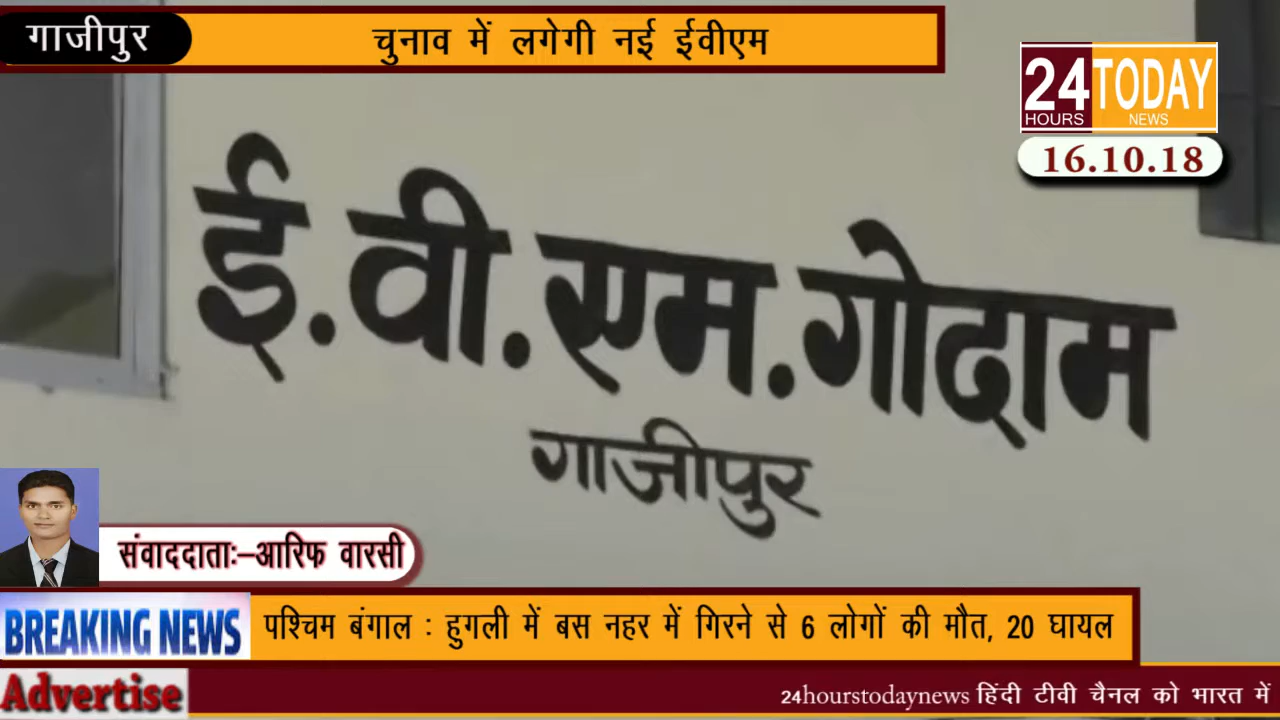 गाजीपुर
चुनाव में लगेगी नई ईवीएम
24 TODAY
HOURS NEWS
16.10.18
ई.वी.एम.गोदाम
गाजीपुर
संवाददाताः–आरिफ वारसी
BREAKING NEWS
पश्चिम बंगाल : हुगली में बस नहर में गिरने से 6 लोगों की मौत, 20 घायल
Advertise
24hourstodaynews हिंदी टीवी चैनल को भारत में